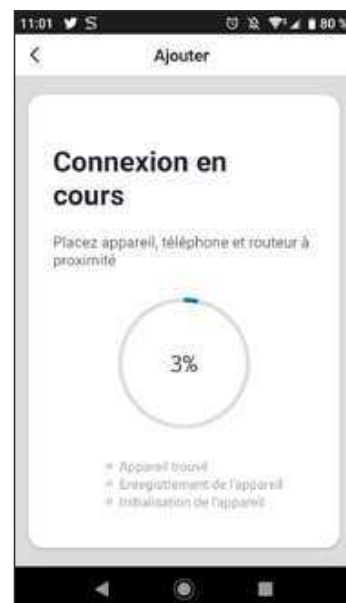 11:01 80 %
Ajouter
Connexion en
cours
Placez appareil, téléphone et routeur à
proximité
3%
Appareil trouvé
Enregistrement de l'appareil
Initialisation de l'appareil